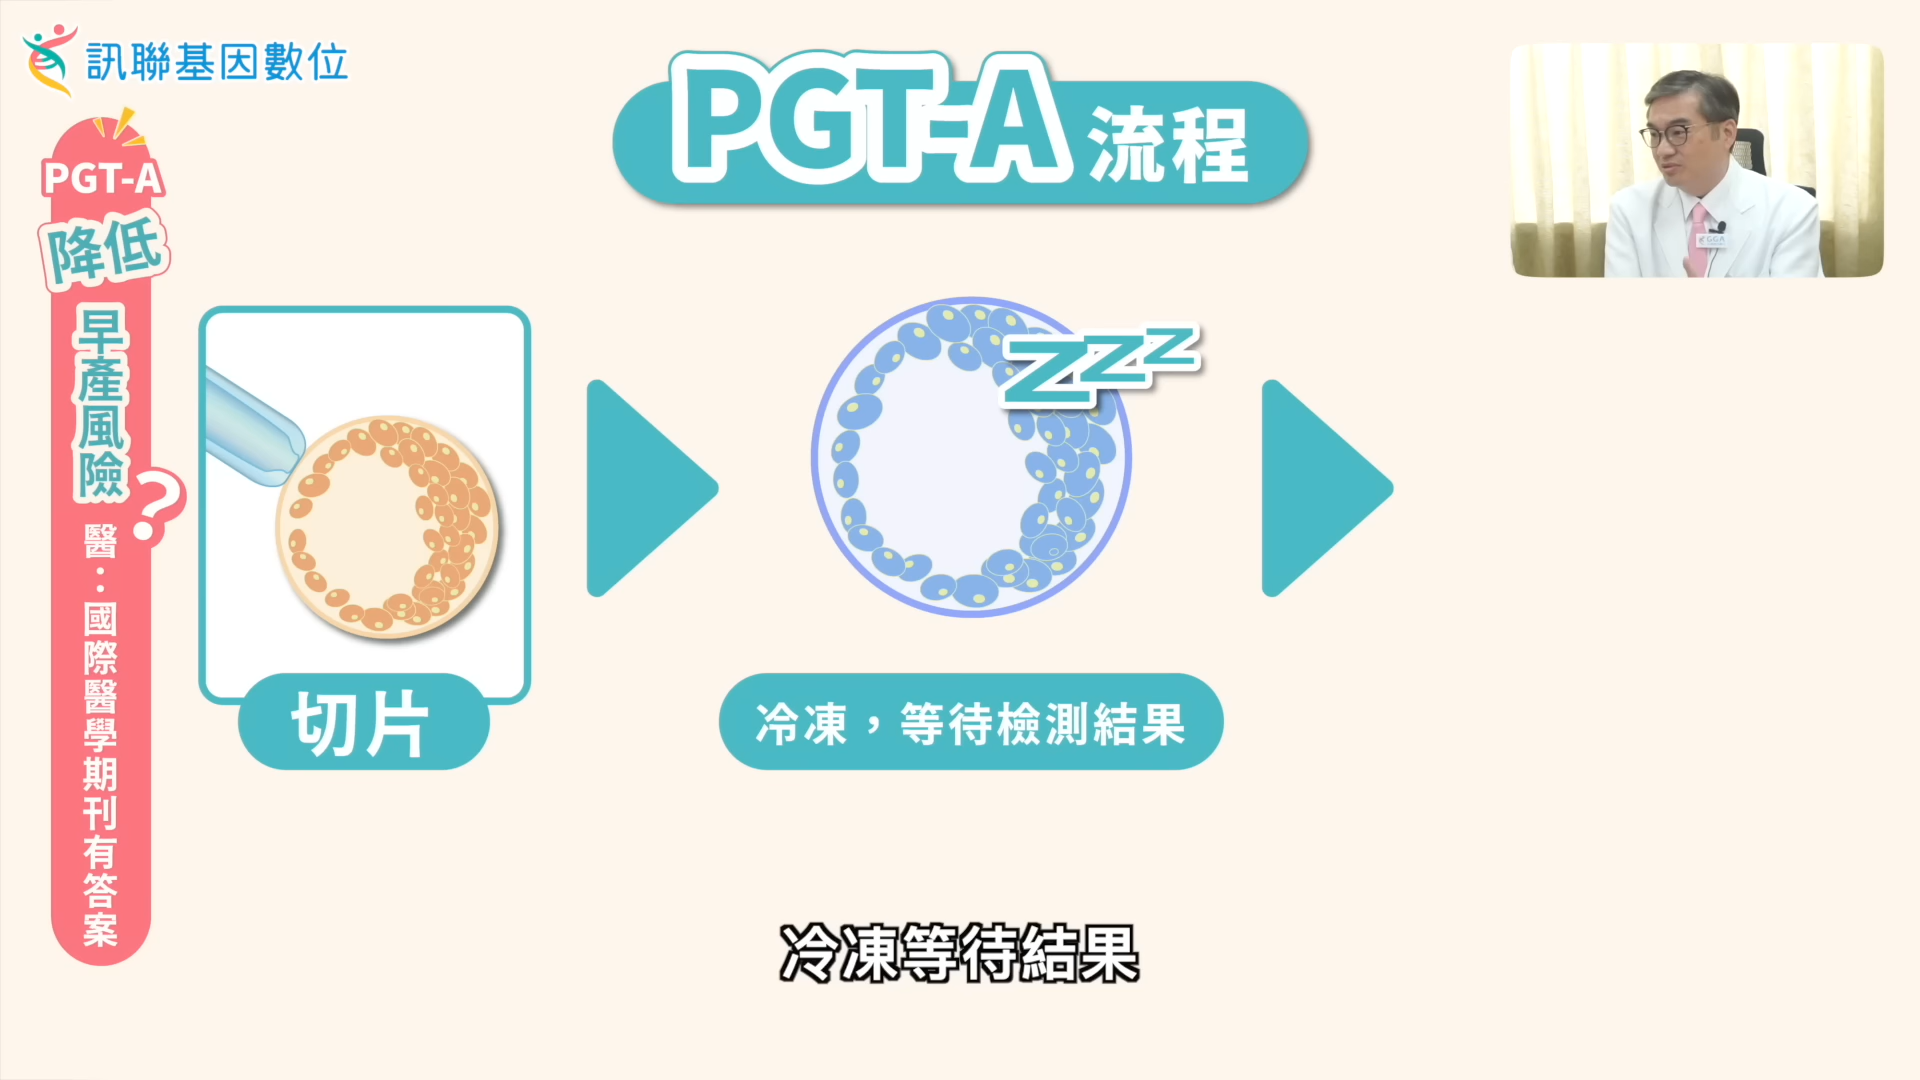 訊聯基因數位
PGT-A 流程
PGT-A
降低
早產風險?
醫：國際醫學期刊有答案
GGA
zzz
切片
冷凍，等待檢測結果
冷凍等待結果